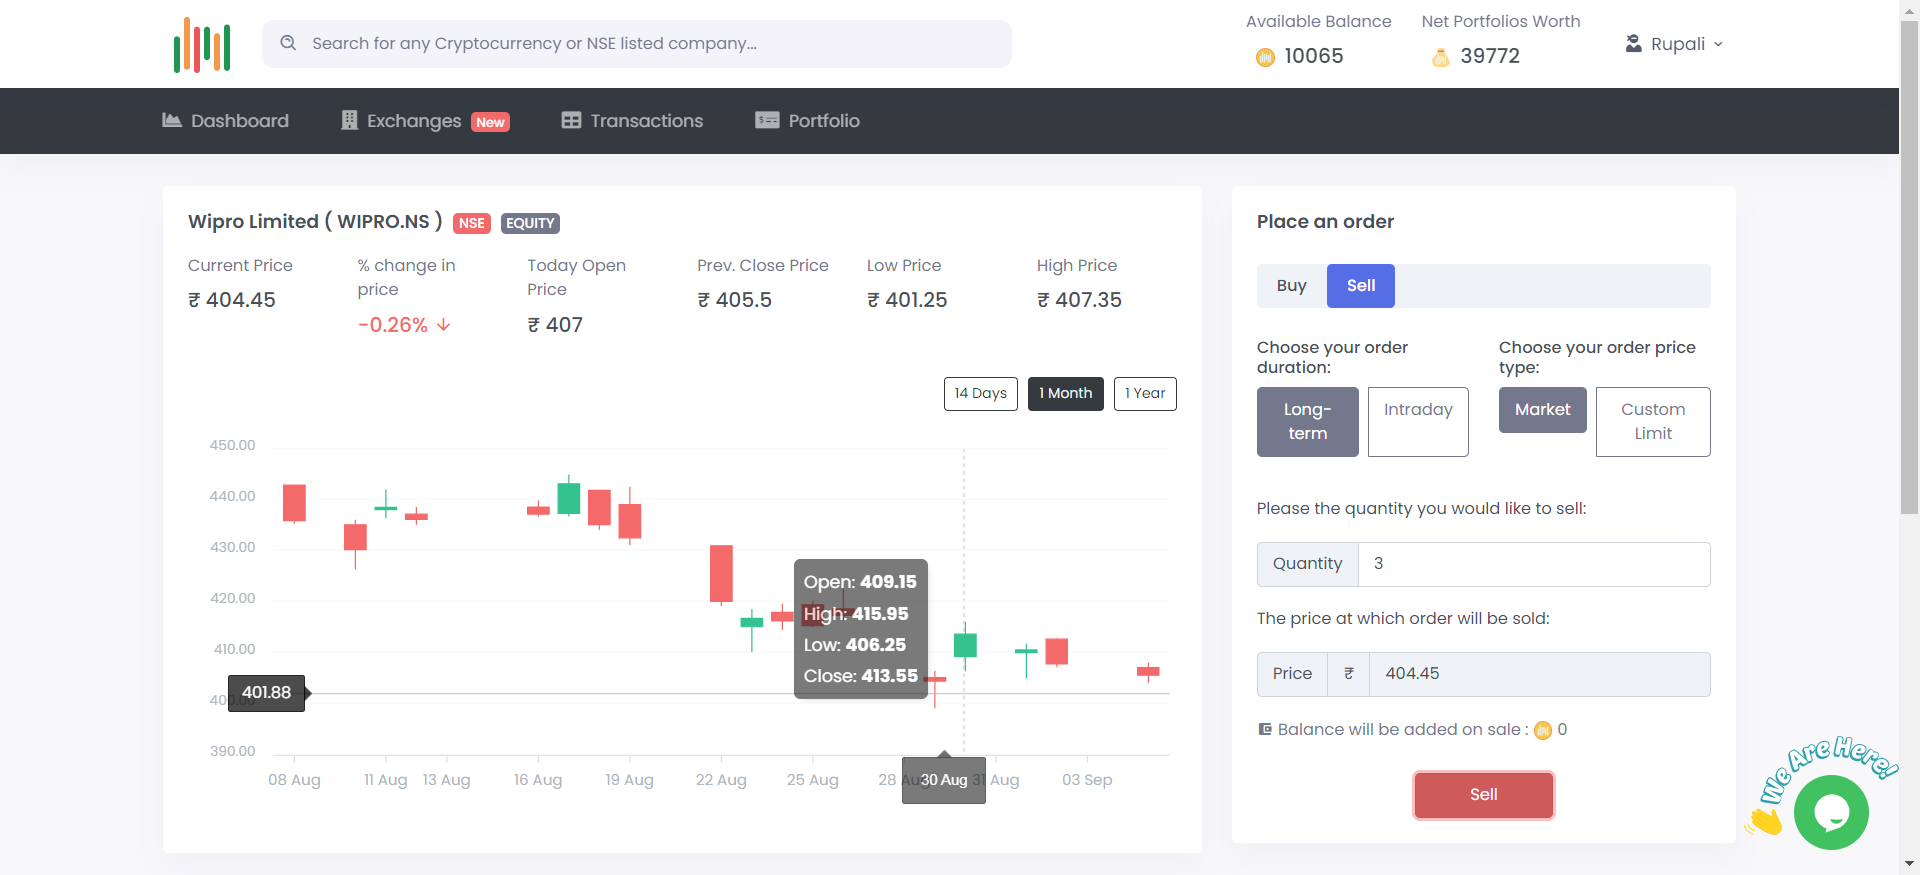 Search for any Cryptocurrency or NSE listed company...
Available Balance
10065
Net Portfolios Worth
39772
Rupali
Dashboard
Exchanges New
Transactions
Portfolio
Wipro Limited ( WIPRO.NS ) NSE EQUITY
Current Price
₹ 404.45
% change in
price
-0.26%
Today Open
Price
₹ 407
Prev. Close Price
₹ 405.5
Low Price
₹ 401.25
High Price
₹ 407.35
14 Days
1 Month
1 Year
450.00
440.00
430.00
420.00
410.00
400.00
390.00
401.88
Open: 409.15
High: 415.95
Low: 406.25
Close: 413.55
08 Aug
11 Aug
13 Aug
16 Aug
19 Aug
22 Aug
25 Aug
28 Aug
30 Aug
31 Aug
03 Sep
Place an order
Buy
Sell
Choose your order
duration:
Long-
term
Intraday
Choose your order price
type:
Market
Custom
Limit
Please the quantity you would like to sell:
Quantity
3
The price at which order will be sold:
Price ₹ 404.45
Balance will be added on sale : 0
Sell
We Are Here!